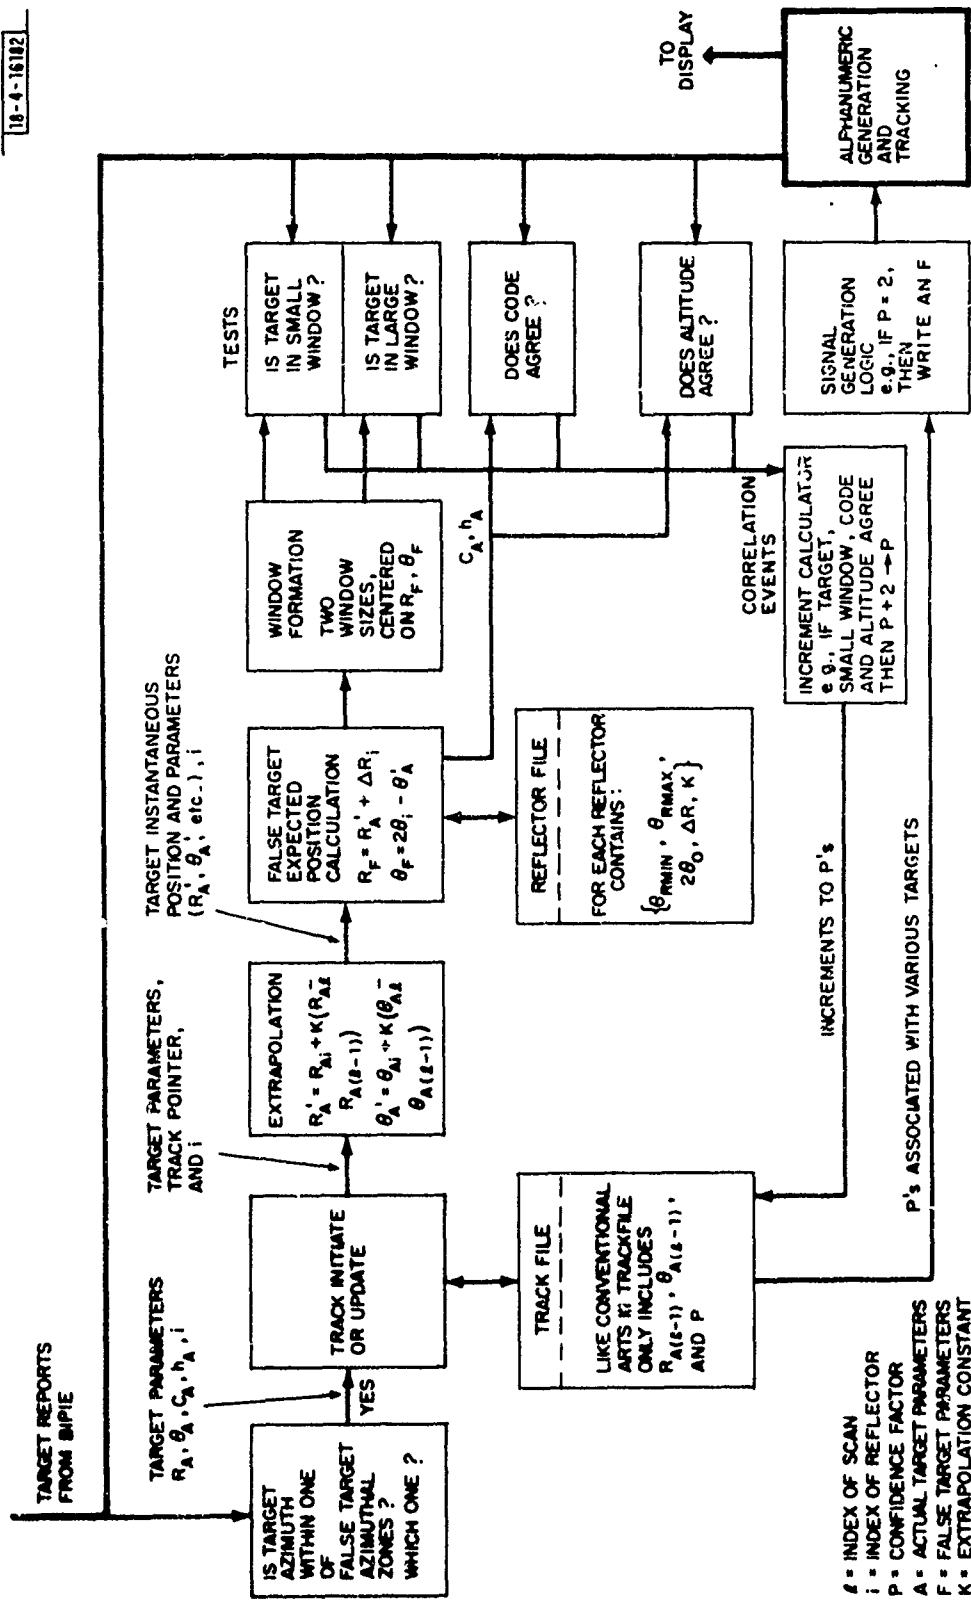 18-4-16182
TARGET REPORTS
FROM BIPIE
IS TARGET
AZIMUTH
WITHIN ONE
OF
FALSE TARGET
AZIMUTHAL
ZONES ?
WHICH ONE ?
TARGET PARAMETERS
R_A, θ_A, C_A, h_A, i
YES
TRACK INITIATE
OR UPDATE
TARGET PARAMETERS,
TRACK POINTER,
AND i
EXTRAPOLATION
R_A' = R_Ai + K(R_Aℓ -
R_A(ℓ-1))
θ_A' = θ_Ai + K(θ_Aℓ -
θ_A(ℓ-1))
TARGET INSTANTANEOUS
POSITION AND PARAMETERS
(R_A', θ_A', etc.), i
FALSE TARGET
EXPECTED
POSITION
CALCULATION
R_F = R_A' + ΔR_i
θ_F = 2θ_i - θ_A'
WINDOW
FORMATION
TWO
WINDOW
SIZES,
CENTERED
ON R_F, θ_F
TESTS
IS TARGET
IN SMALL
WINDOW ?
IS TARGET
IN LARGE
WINDOW ?
C_A, h_A
DOES CODE
AGREE ?
DOES ALTITUDE
AGREE ?
TRACK FILE
LIKE CONVENTIONAL
ARTS III TRACKFILE
ONLY INCLUDES
R_A(ℓ-1), θ_A(ℓ-1),
AND P
REFLECTOR FILE
FOR EACH REFLECTOR
CONTAINS :
{θ_RMIN, θ_RMAX,
2θ_0, ΔR, K}
CORRELATION
EVENTS
INCREMENT CALCULATOR
e g., IF TARGET,
SMALL WINDOW, CODE
AND ALTITUDE AGREE
THEN P + 2 → P
INCREMENTS TO P's
P's ASSOCIATED WITH VARIOUS TARGETS
SIGNAL
GENERATION
LOGIC
e.g., IF P = 2,
THEN
WRITE AN F
ALPHANUMERIC
GENERATION
AND
TRACKING
TO
DISPLAY
ℓ = INDEX OF SCAN
i = INDEX OF REFLECTOR
P = CONFIDENCE FACTOR
A = ACTUAL TARGET PARAMETERS
F = FALSE TARGET PARAMETERS
K = EXTRAPOLATION CONSTANT